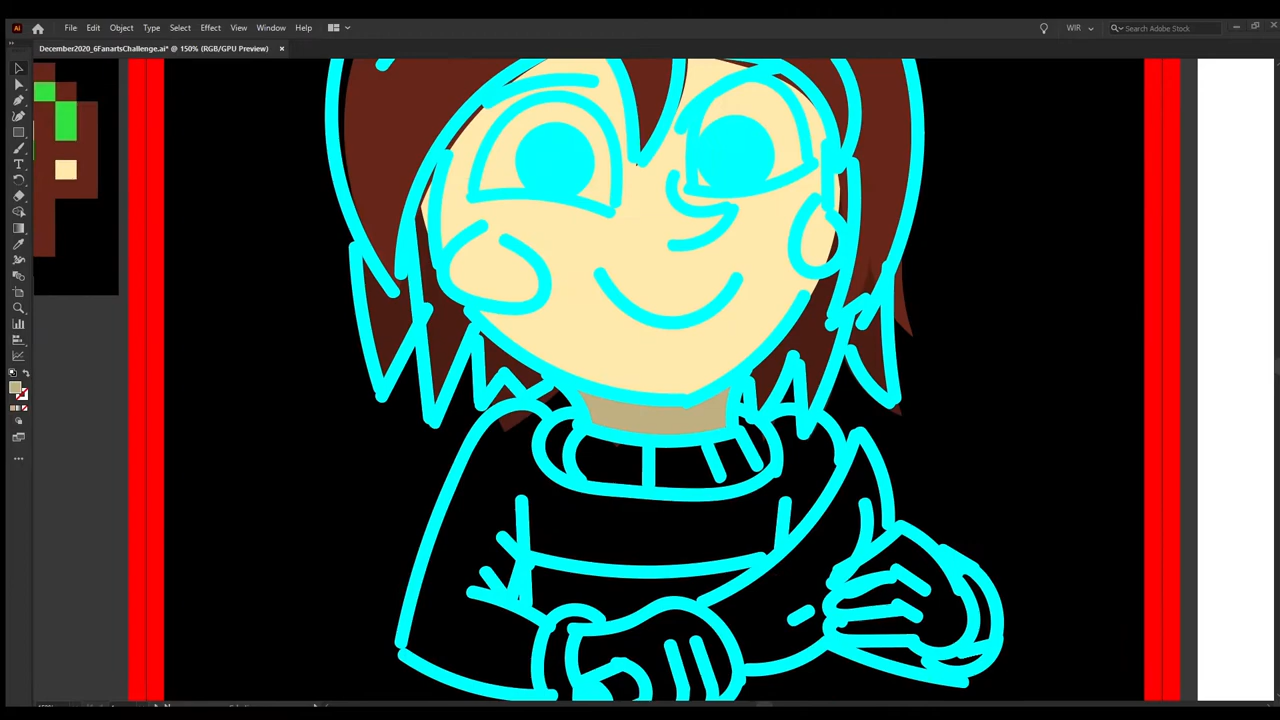 Ai File Edit Object Type Select Effect View Window Help WIR Search Adobe Stock
December2020_6FanartsChallenge.ai* @ 150% (RGB/GPU Preview) ×